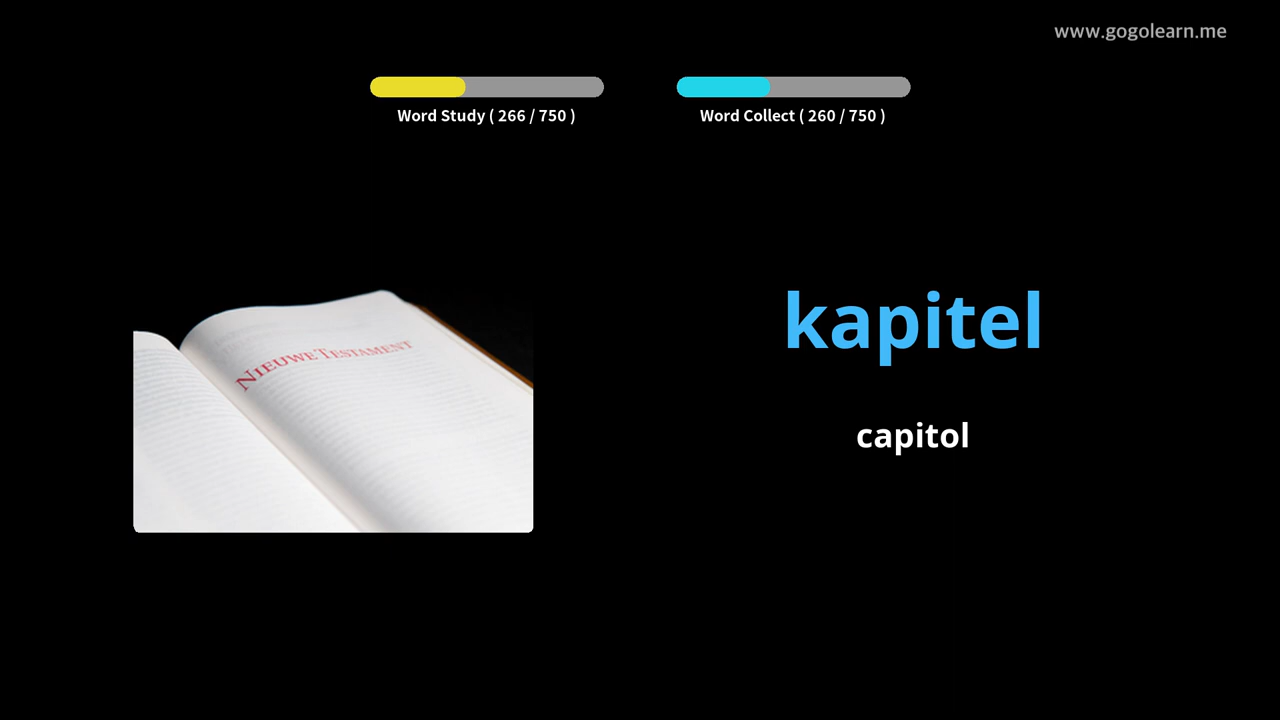 www.gogolearn.me
Word Study ( 266 / 750 )
Word Collect ( 260 / 750 )
NIEUWE TESTAMENT
kapitel
capitol